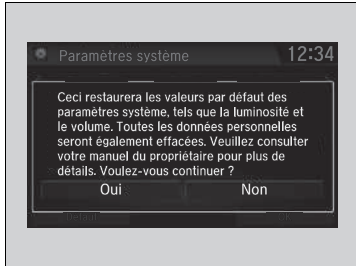 Paramètres système
12:34
Ceci restaurera les valeurs par défaut des
paramètres système, tels que la luminosité et
le volume. Toutes les données personnelles
seront également effacées. Veuillez consulter
votre manuel du propriétaire pour plus de
détails. Voulez-vous continuer ?
Oui
Non
Défaut